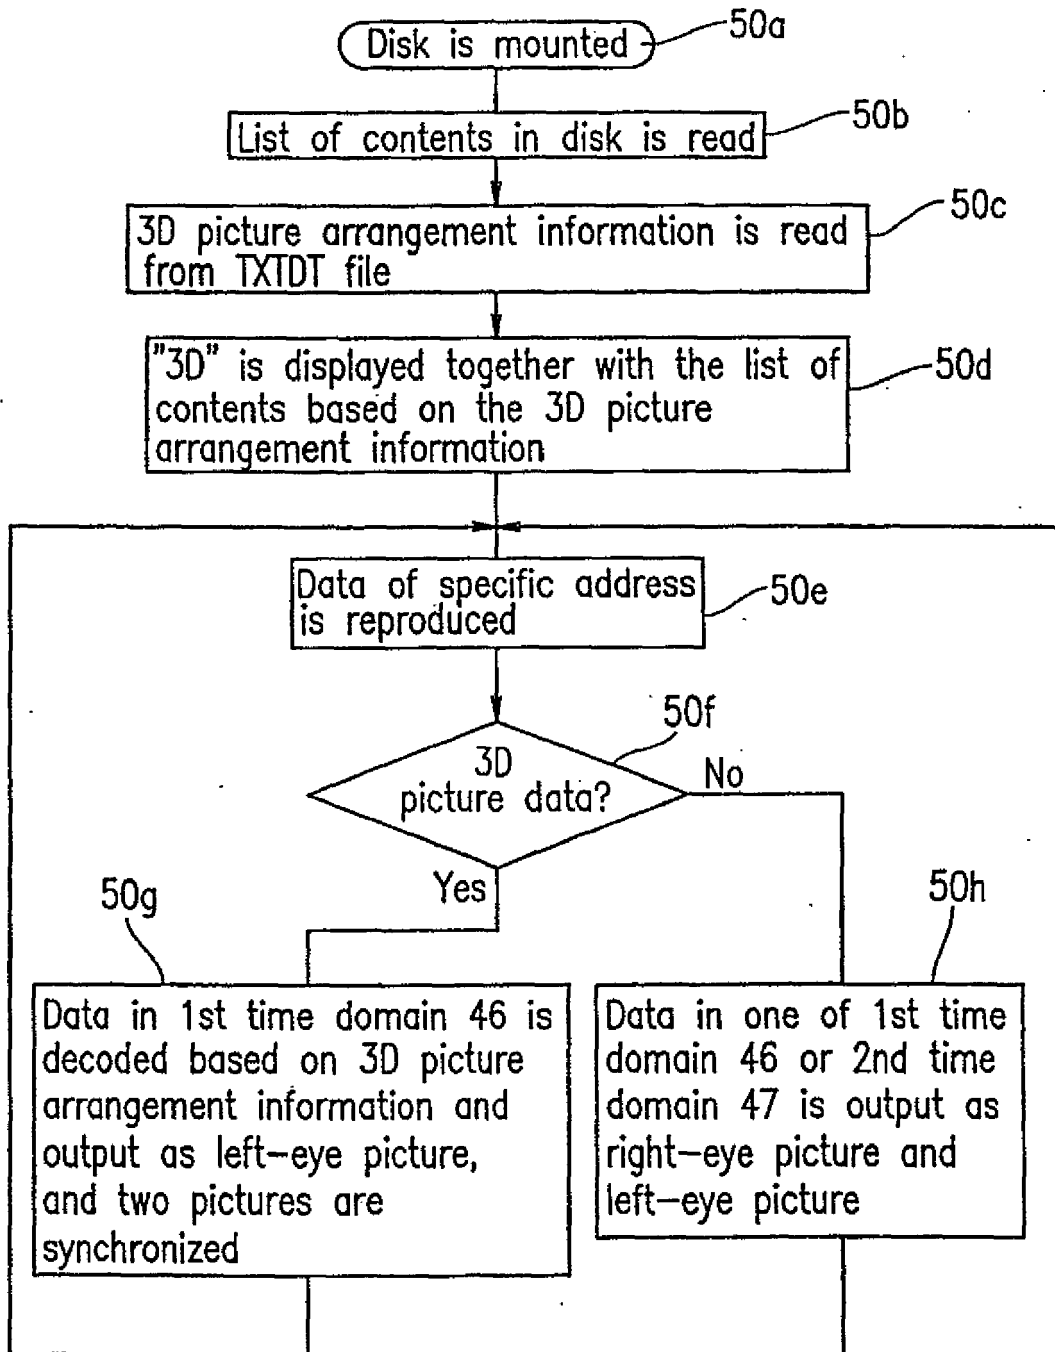 Disk is mounted
50a
List of contents in disk is read
50b
3D picture arrangement information is read
from TXTDT file
50c
"3D" is displayed together with the list of
contents based on the 3D picture
arrangement information
50d
Data of specific address
is reproduced
50e
50f
3D
picture data?
No
Yes
50g
50h
Data in 1st time domain 46 is
decoded based on 3D picture
arrangement information and
output as left-eye picture,
and two pictures are
synchronized
Data in one of 1st time
domain 46 or 2nd time
domain 47 is output as
right-eye picture and
left-eye picture